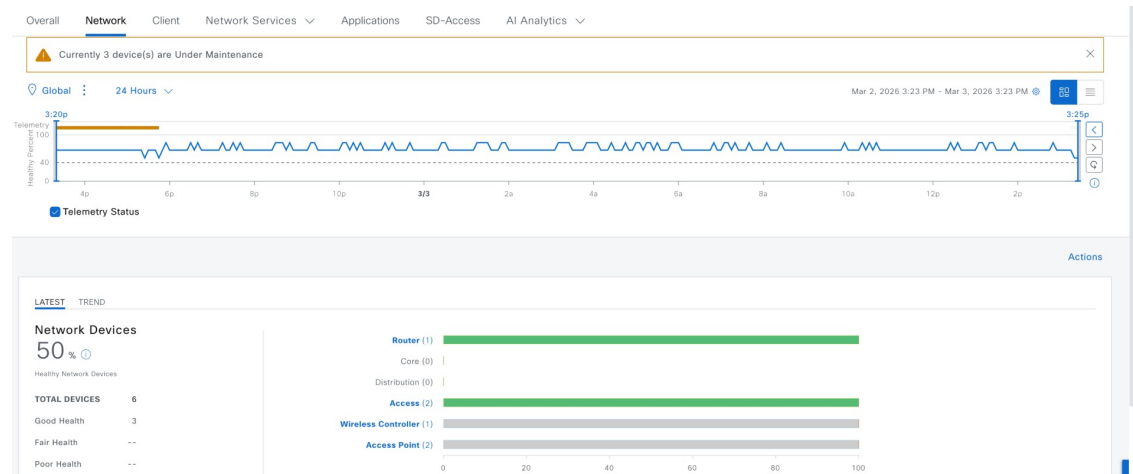 Overall Network Client Network Services Applications SD-Access AI Analytics
Currently 3 device(s) are Under Maintenance
Global 24 Hours Mar 2, 2026 3:23 PM - Mar 3, 2026 3:23 PM
3:20p 3:25p
Telemetry
100
40
0
Healthy Percent
4p 6p 8p 10p 3/3 2a 4a 6a 8a 10a 12p 2p
Telemetry Status
Actions
LATEST TREND
Network Devices
50 %
Healthy Network Devices
TOTAL DEVICES 6
Good Health 3
Fair Health --
Poor Health --
Router (1)
Core (0)
Distribution (0)
Access (2)
Wireless Controller (1)
Access Point (2)
0 20 40 60 80 100